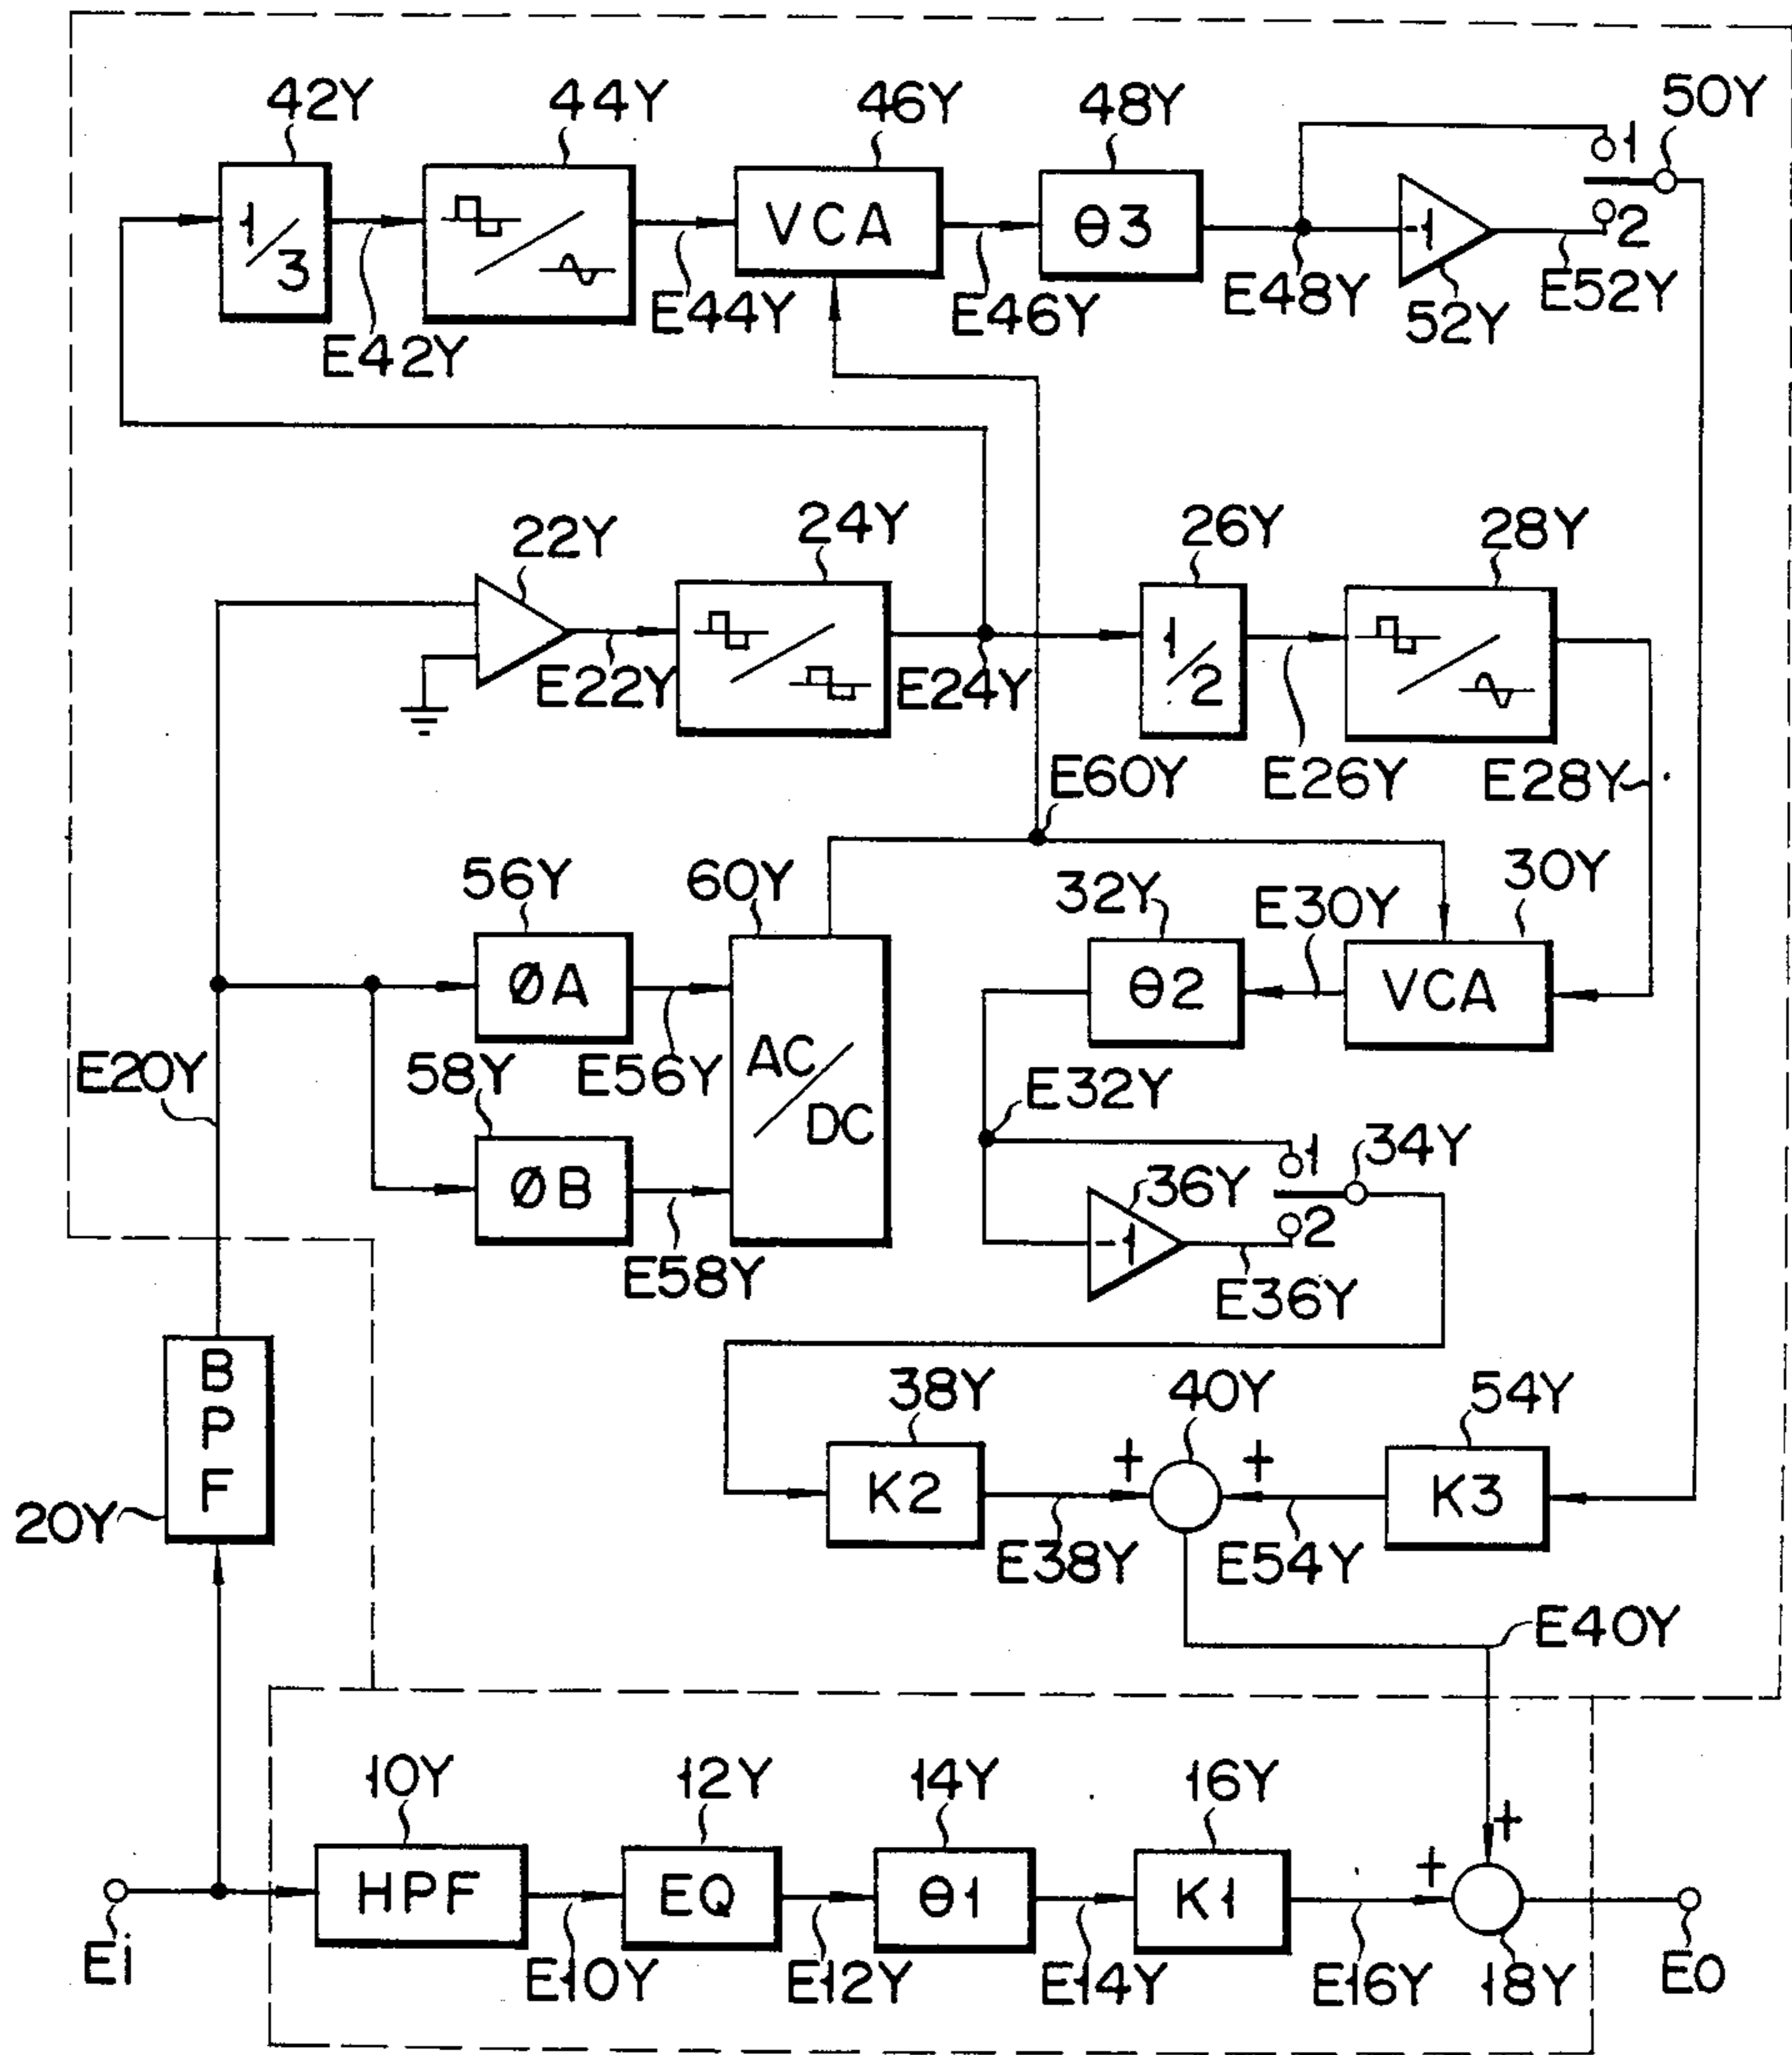 42Y 44Y 46Y 48Y 50Y
1/3 VCA θ3 -1 1 2
E42Y E44Y E46Y E48Y 52Y E52Y
22Y 24Y 26Y 28Y
1/2
E22Y E24Y E26Y E28Y
E60Y
56Y 60Y 32Y E30Y 30Y
ØA AC/DC θ2 VCA
E20Y 58Y E56Y E32Y
ØB 36Y 1 34Y
-1 2
E58Y E36Y
BPF
20Y
38Y 40Y 54Y
K2 + + K3
E38Y E54Y
E40Y
10Y 12Y 14Y 16Y +
HPF EQ θ1 K1 +
Ei E10Y E12Y E14Y E16Y 18Y EO